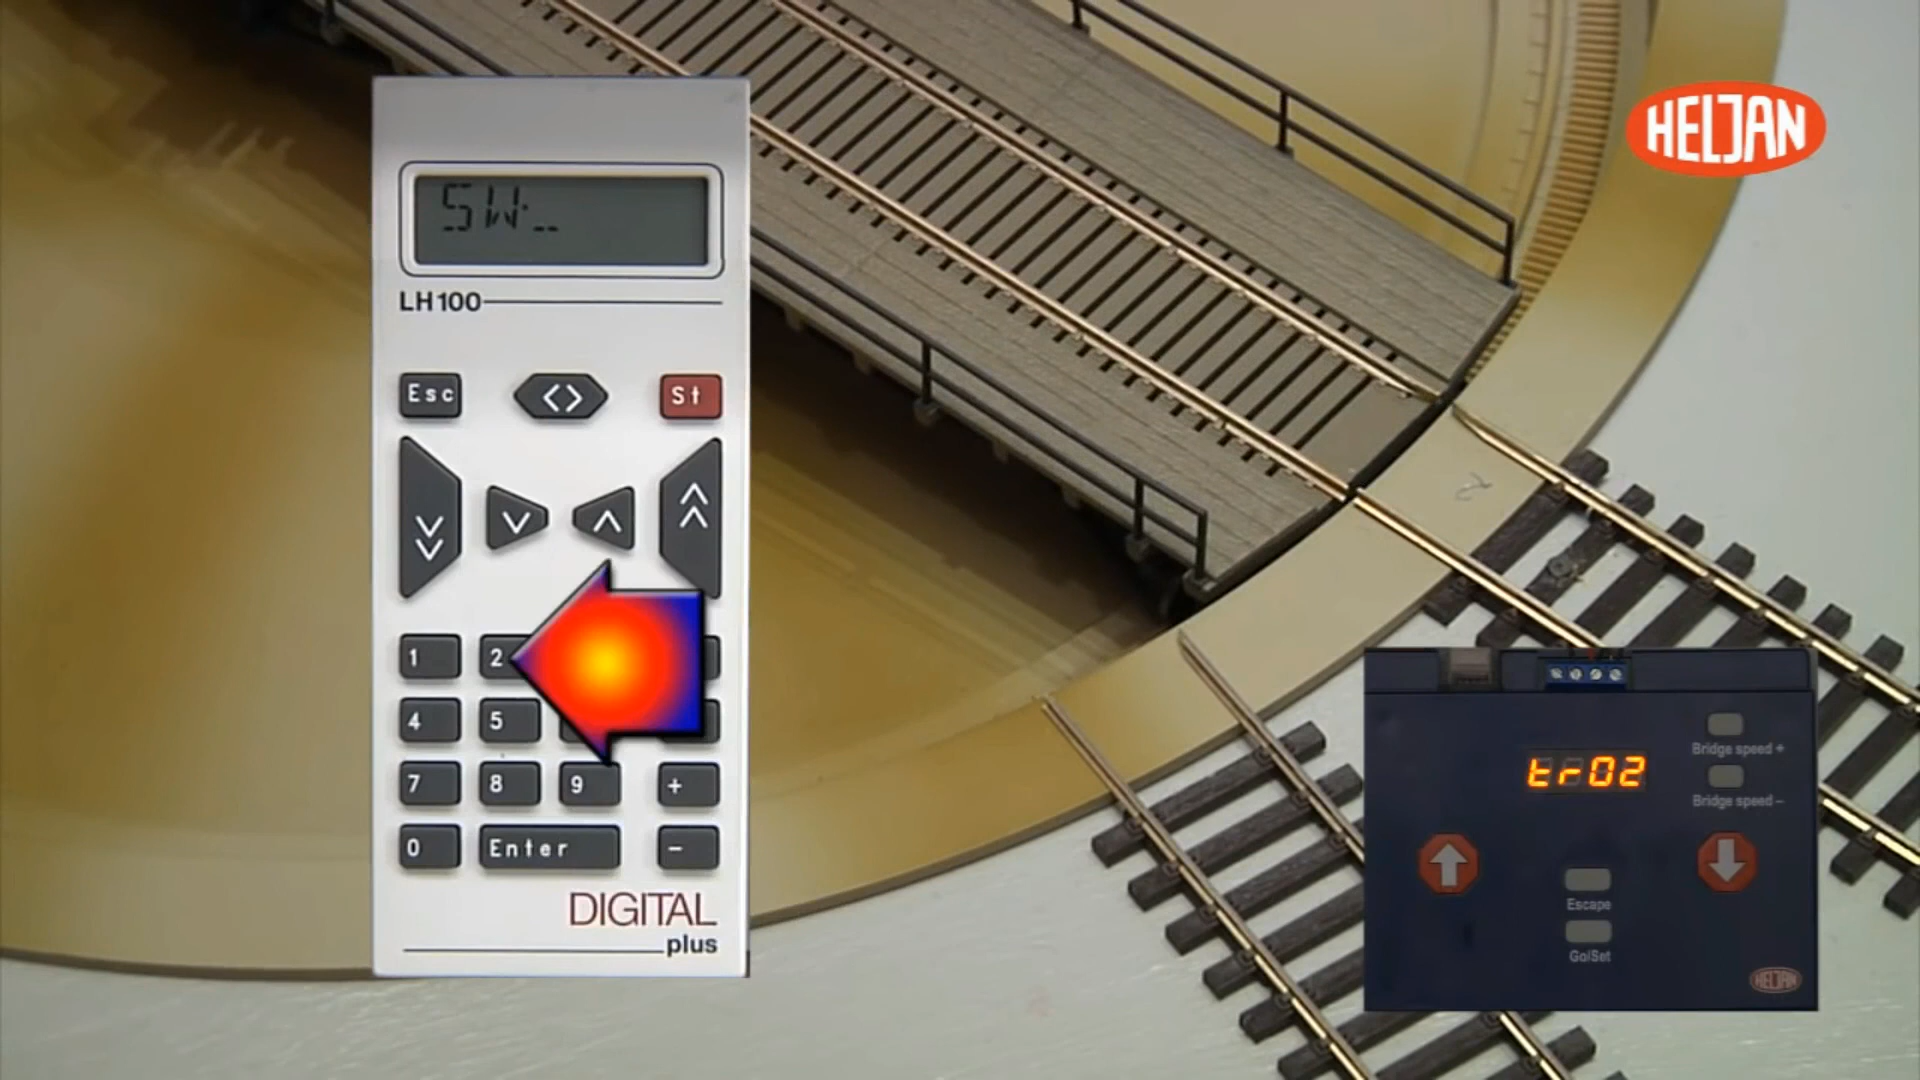 HELJAN
SW:_
LH100
Esc
<>
St
1
2
4
5
7
8
9
+
0
Enter
-
DIGITAL
plus
tr02
Bridge speed +
Bridge speed -
Escape
Go/Set
HELJAN